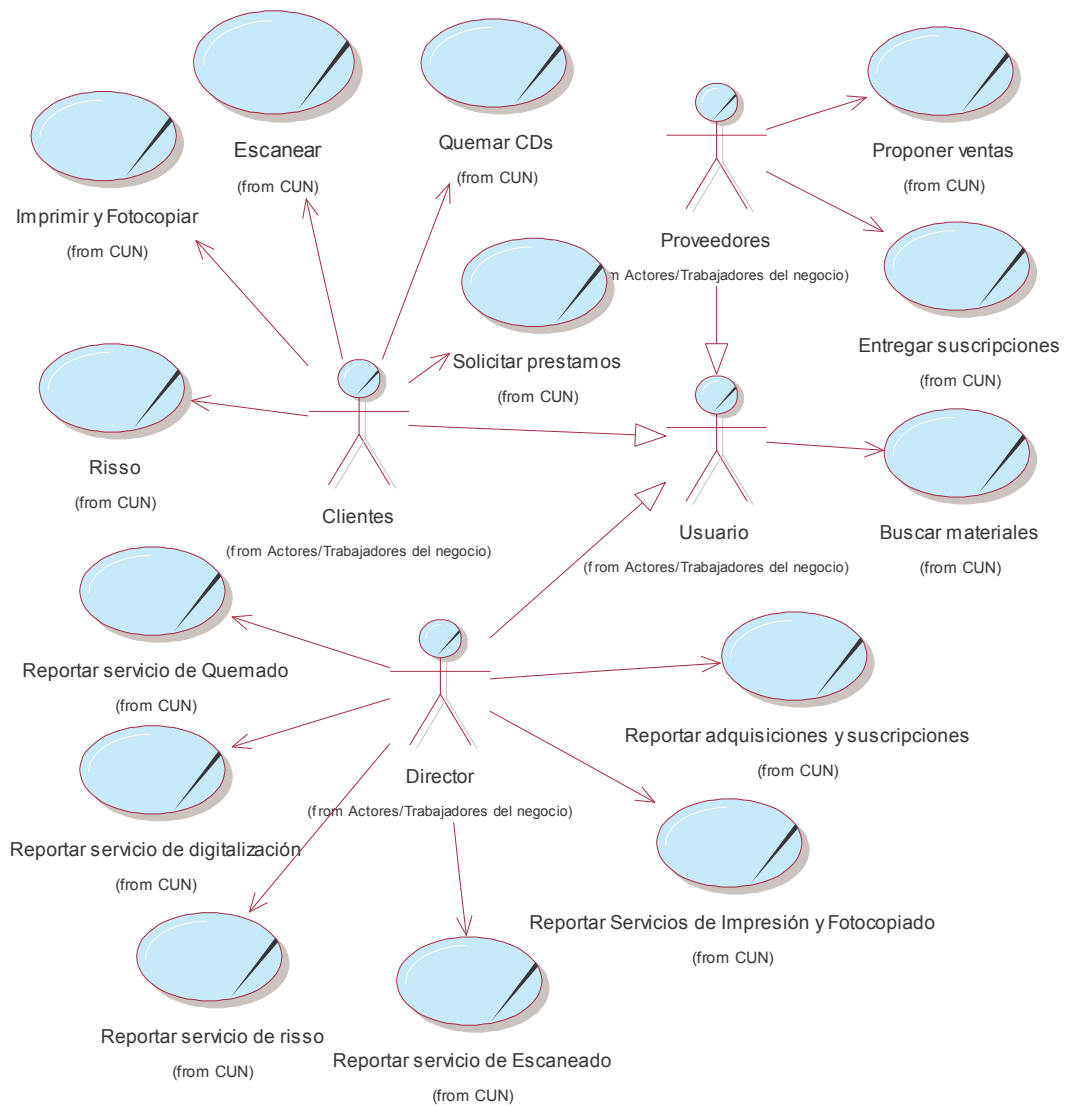 Escanear
(from CUN)
Quemar CDs
(from CUN)
Proponer ventas
(from CUN)
Imprimir y Fotocopiar
(from CUN)
Proveedores
m Actores/Trabajadores del negocio)
Entregar suscripciones
(from CUN)
Solicitar prestamos
(from CUN)
Risso
(from CUN)
Clientes
(from Actores/Trabajadores del negocio)
Usuario
(from Actores/Trabajadores del negocio)
Buscar materiales
(from CUN)
Reportar servicio de Quemado
(from CUN)
Director
(from Actores/Trabajadores del negocio)
Reportar adquisiciones y suscripciones
(from CUN)
Reportar servicio de digitalización
(from CUN)
Reportar Servicios de Impresión y Fotocopiado
(from CUN)
Reportar servicio de risso
(from CUN)
Reportar servicio de Escaneado
(from CUN)